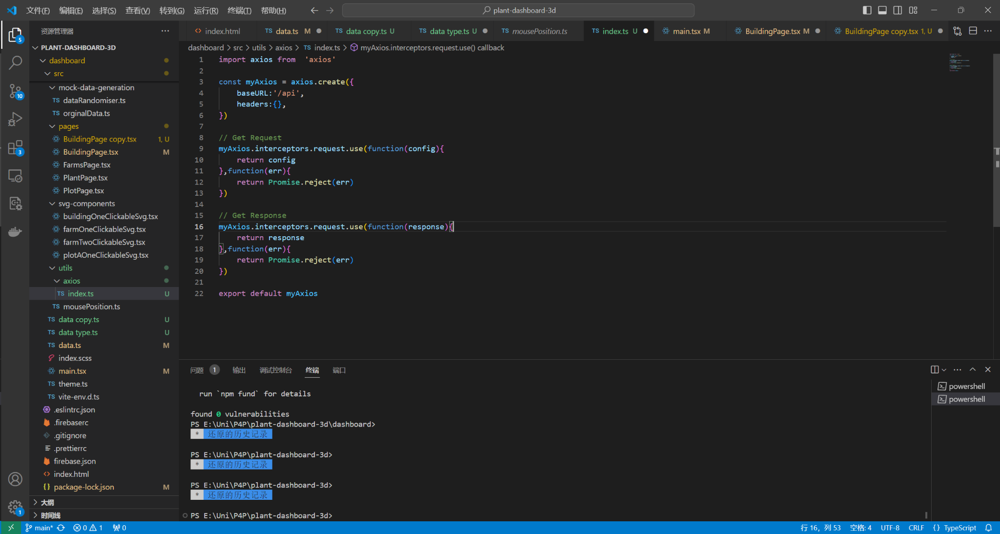 文件(F) 编辑(E) 选择(S) 查看(V) 转到(G) 运行(R) 终端(T) 帮助(H) plant-dashboard-3d
资源管理器
PLANT-DASHBOARD-3D
dashboard
src
mock-data-generation
TS dataRandomiser.ts
TS orginalData.ts
pages
BuildingPage copy.tsx 1, U
BuildingPage.tsx M
FarmsPage.tsx
PlantPage.tsx
PlotPage.tsx
svg-components
buildingOneClickableSvg.tsx
farmOneClickableSvg.tsx
farmTwoClickableSvg.tsx
plotAOneClickableSvg.tsx
utils
axios
TS index.ts U
TS mousePosition.ts
TS data copy.ts U
TS data type.ts U
TS data.ts M
index.scss
main.tsx M
TS theme.ts
TS vite-env.d.ts
.eslintrc.json
.firebaserc
.gitignore
.prettierrc
firebase.json
index.html
{} package-lock.json M
大纲
时间线
5
10
3
1
index.html TS data.ts M TS data copy.ts U TS data type.ts U TS mousePosition.ts TS index.ts U main.tsx M BuildingPage.tsx M BuildingPage copy.tsx 1, U
dashboard > src > utils > axios > TS index.ts > myAxios.interceptors.request.use() callback
1 import axios from 'axios'
2
3 const myAxios = axios.create({
4 baseURL:'/api',
5 headers:{},
6 })
7
8 // Get Request
9 myAxios.interceptors.request.use(function(config){
10 return config
11 },function(err){
12 return Promise.reject(err)
13 })
14
15 // Get Response
16 myAxios.interceptors.request.use(function(response){
17 return response
18 },function(err){
19 return Promise.reject(err)
20 })
21
22 export default myAxios
问题 1 输出 调试控制台 终端 端口
run `npm fund` for details
found 0 vulnerabilities
PS E:\Uni\P4P\plant-dashboard-3d\dashboard>
* 还原的历史记录
PS E:\Uni\P4P\plant-dashboard-3d>
* 还原的历史记录
PS E:\Uni\P4P\plant-dashboard-3d>
* 还原的历史记录
PS E:\Uni\P4P\plant-dashboard-3d>
powershell
powershell
main* 0 1 0 行 16，列 53 空格: 4 UTF-8 CRLF {} TypeScript